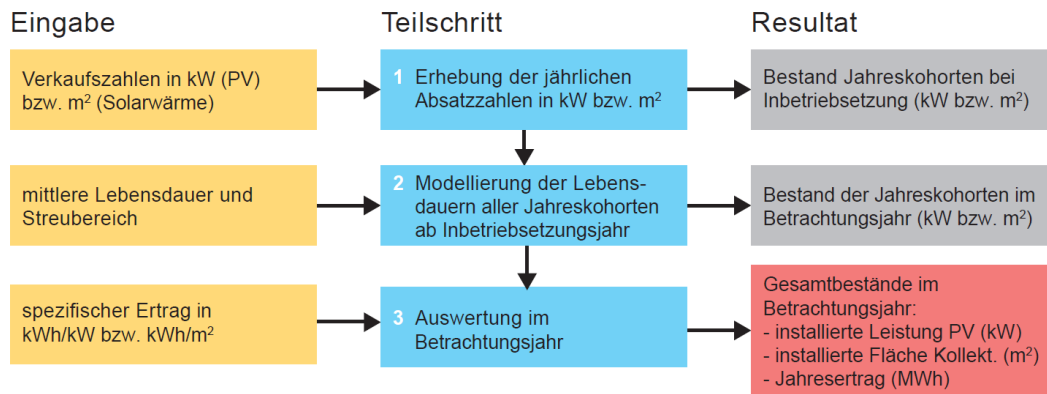 Eingabe
Teilschritt
Resultat
Verkaufszahlen in kW (PV)
bzw. m² (Solarwärme)
1 Erhebung der jährlichen
Absatzzahlen in kW bzw. m²
Bestand Jahreskohorten bei
Inbetriebsetzung (kW bzw. m²)
mittlere Lebensdauer und
Streubereich
2 Modellierung der Lebens-
dauern aller Jahreskohorten
ab Inbetriebsetzungsjahr
Bestand der Jahreskohorten im
Betrachtungsjahr (kW bzw. m²)
spezifischer Ertrag in
kWh/kW bzw. kWh/m²
3 Auswertung im
Betrachtungsjahr
Gesamtbestände im
Betrachtungsjahr:
- installierte Leistung PV (kW)
- installierte Fläche Kollekt. (m²)
- Jahresertrag (MWh)